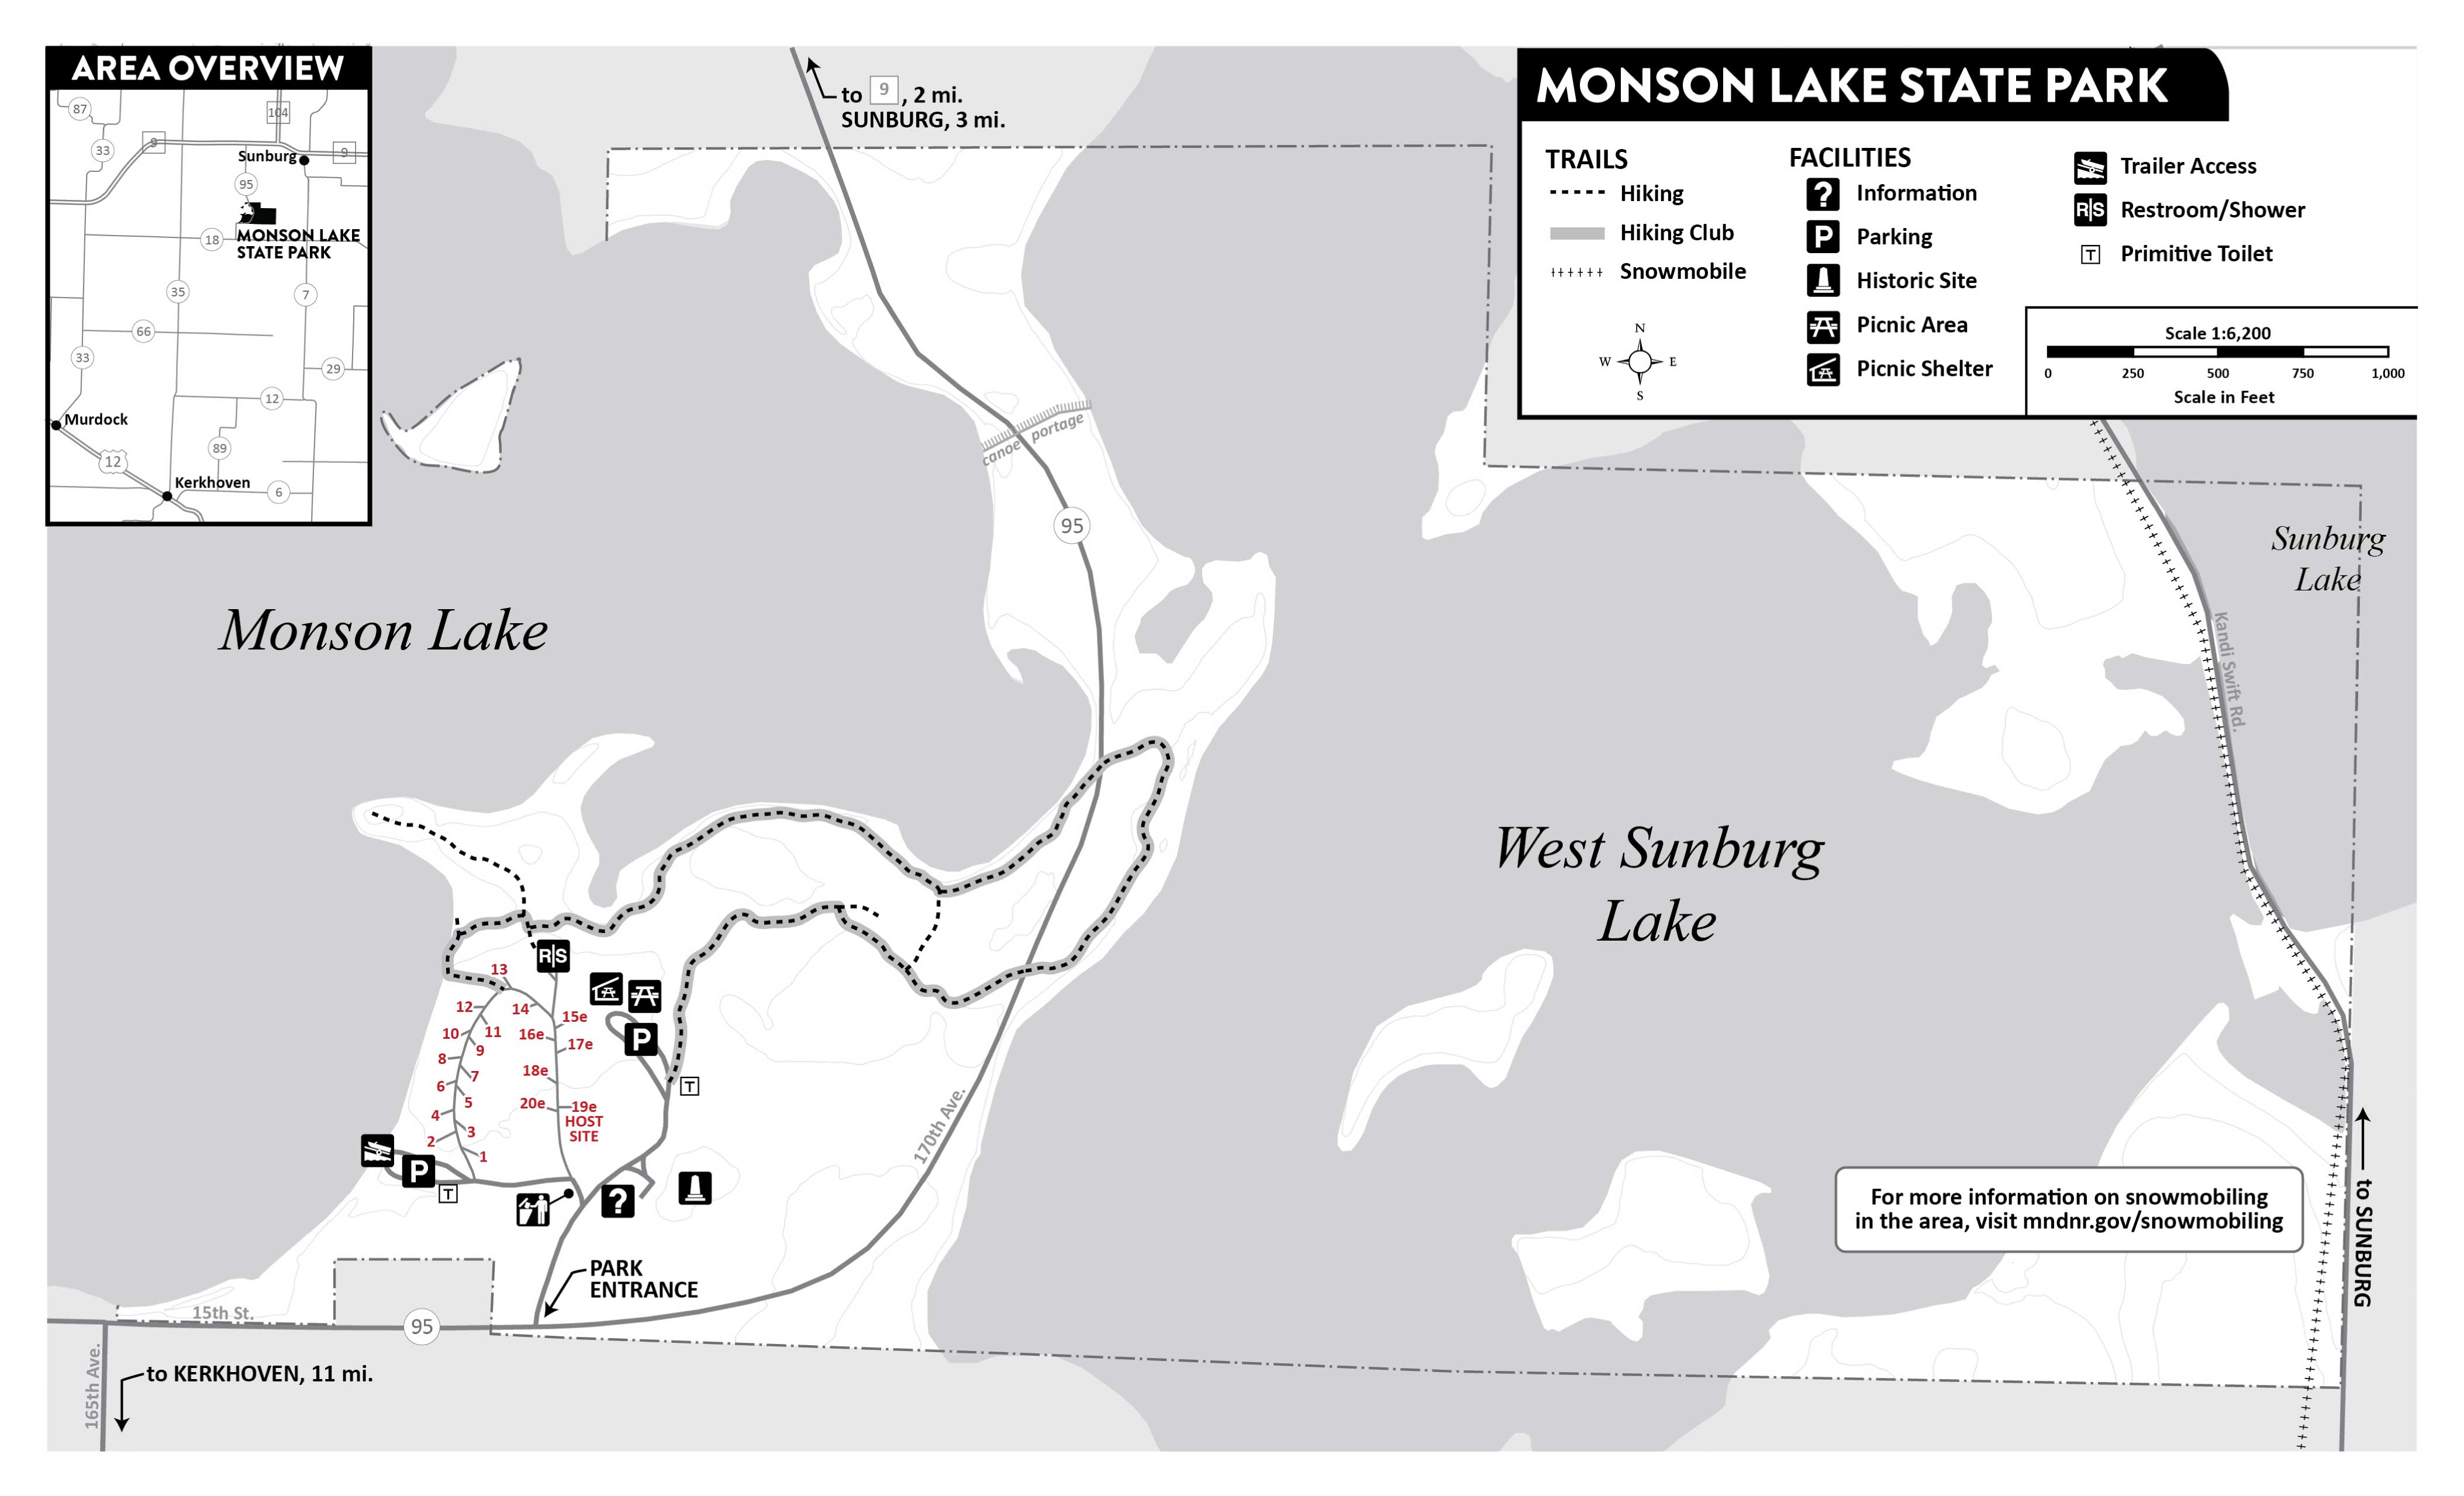 AREA OVERVIEW
87
104
33
9
Sunburg
9
95
MONSON LAKE
STATE PARK
18
35
7
66
33
29
12
Murdock
89
12
Kerkhoven
6
to 9, 2 mi.
SUNBURG, 3 mi.
MONSON LAKE STATE PARK
TRAILS
Hiking
Hiking Club
Snowmobile
N
W E
S
FACILITIES
? Information
P Parking
Historic Site
Picnic Area
Picnic Shelter
Trailer Access
R|S Restroom/Shower
T Primitive Toilet
Scale 1:6,200
0 250 500 750 1,000
Scale in Feet
canoe portage
95
Sunburg
Lake
Kandi Swift Rd.
Monson Lake
West Sunburg
Lake
R|S
13
12
14
15e
10
11
16e
17e
P
9
8
18e
7
6
T
5
20e
19e
HOST
SITE
4
3
2
1
P
T
?
170th Ave.
For more information on snowmobiling
in the area, visit mndnr.gov/snowmobiling
to SUNBURG
PARK
ENTRANCE
15th St.
95
165th Ave.
to KERKHOVEN, 11 mi.